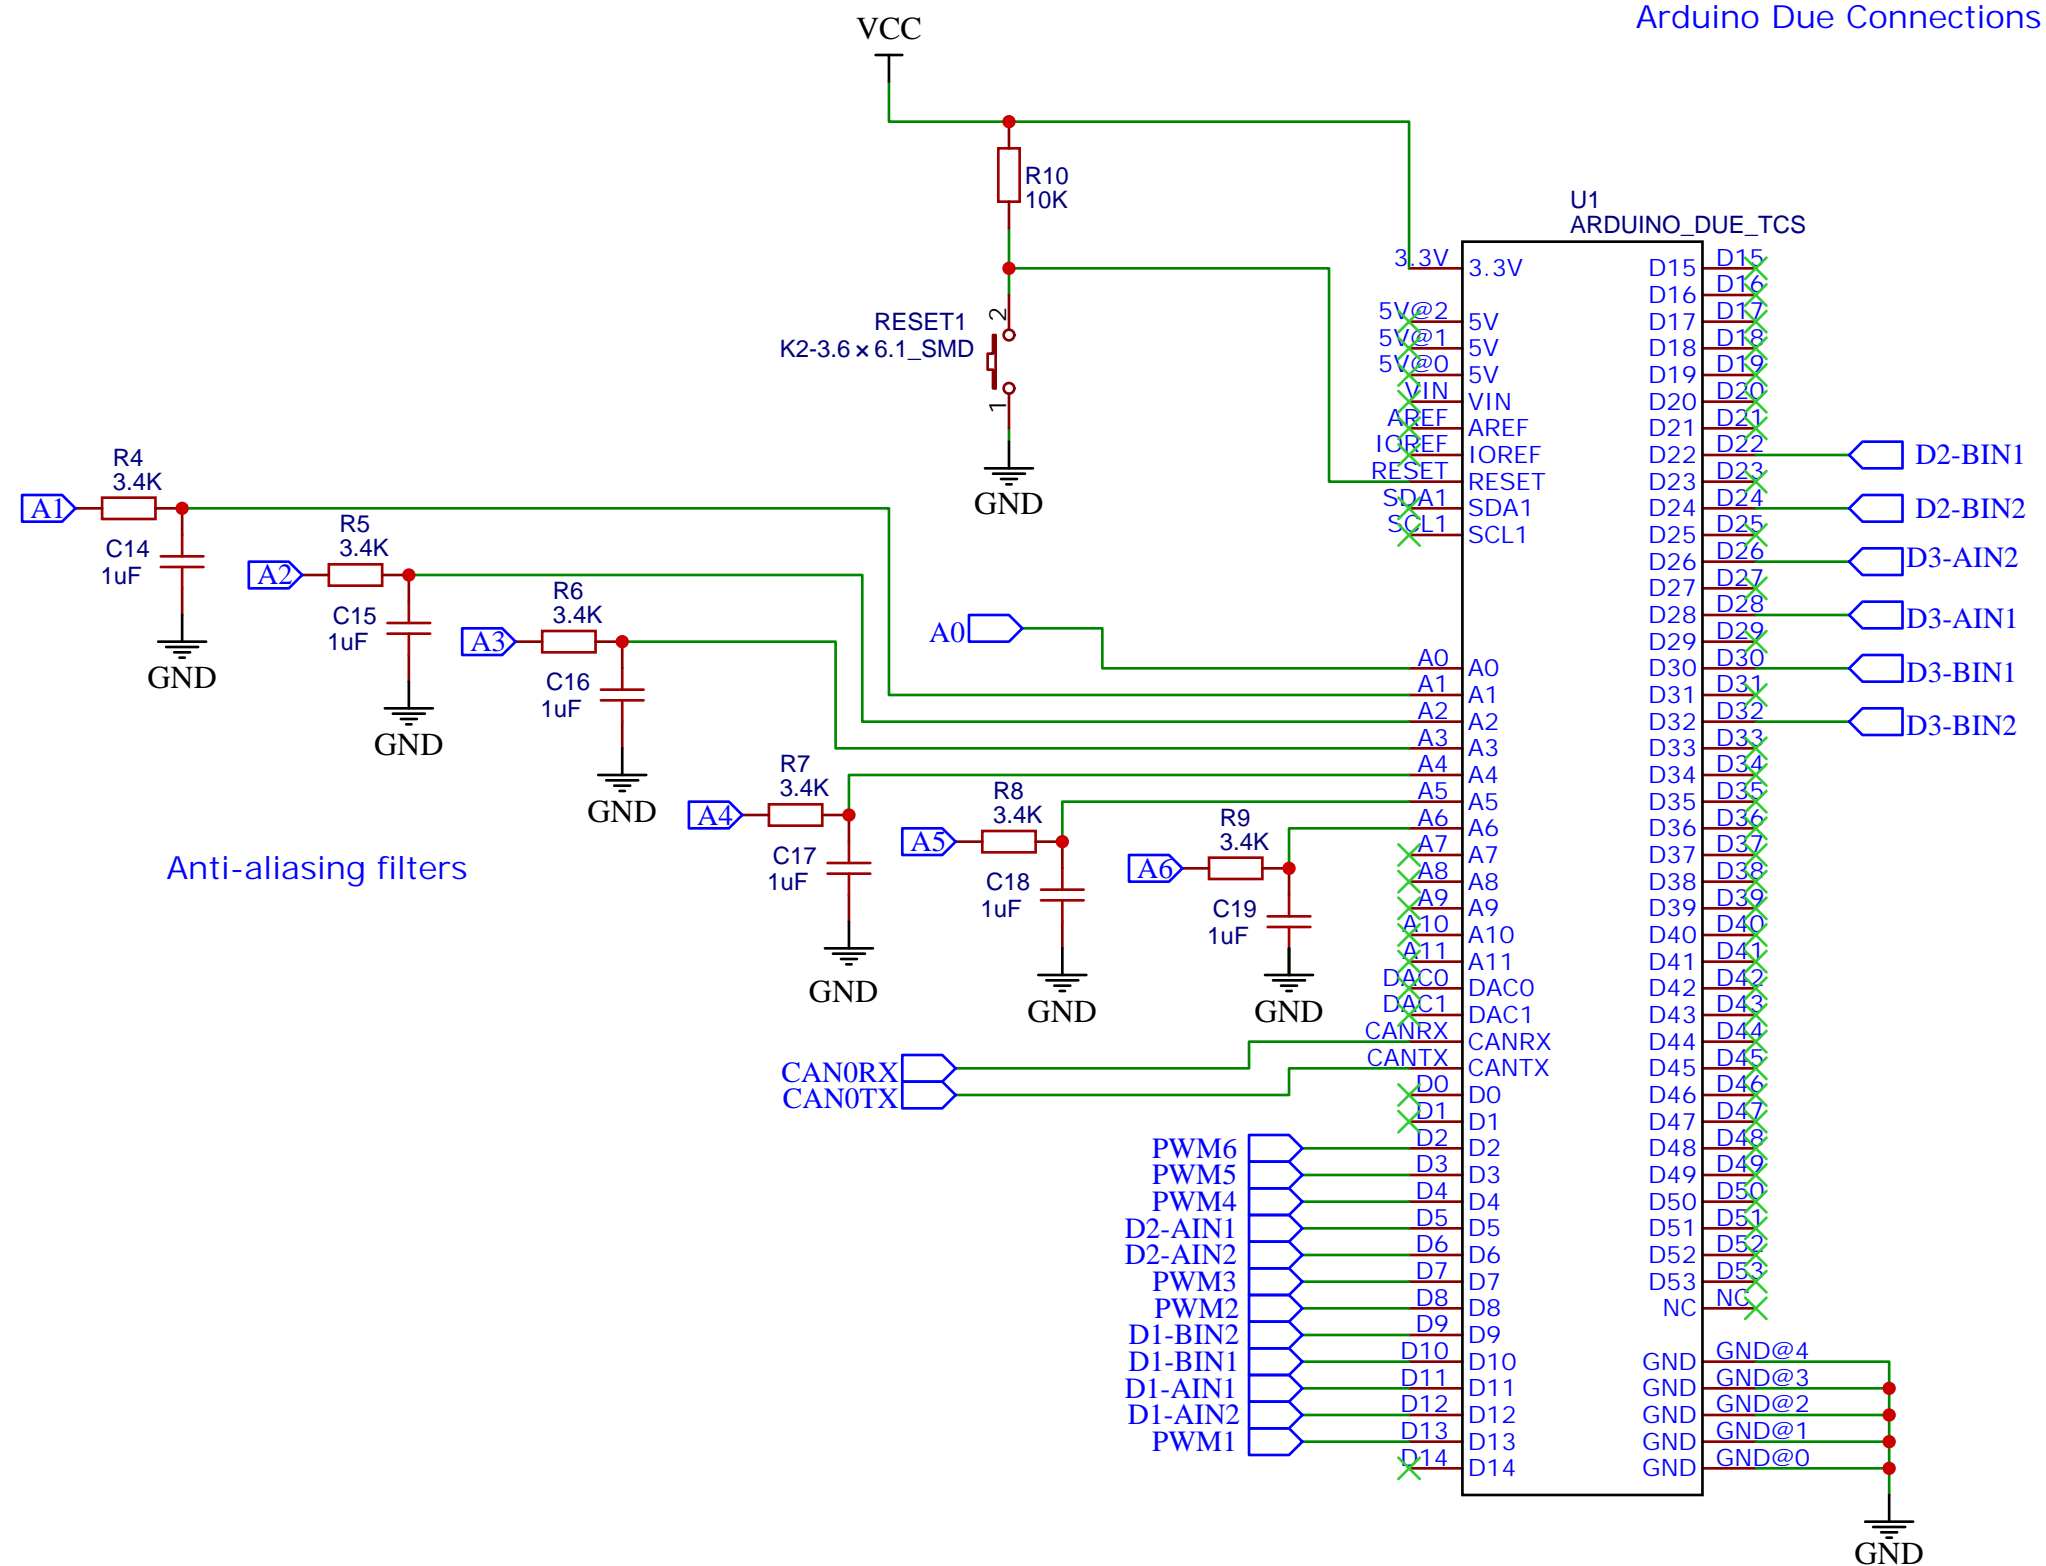 Arduino Due Connections
VCC
R10
10K
U1
ARDUINO_DUE_TCS
RESET1
K2-3.6×6.1_SMD
2
1
GND
R4
3.4K
A1
C14
1uF
GND
R5
3.4K
A2
C15
1uF
GND
R6
3.4K
A3
C16
1uF
GND
A0
R7
3.4K
A4
C17
1uF
GND
R8
3.4K
A5
C18
1uF
GND
R9
3.4K
A6
C19
1uF
GND
Anti-aliasing filters
CAN0RX
CAN0TX
PWM6
PWM5
PWM4
D2-AIN1
D2-AIN2
PWM3
PWM2
D1-BIN2
D1-BIN1
D1-AIN1
D1-AIN2
PWM1
3.3V 3.3V
5V@2 5V
5V@1 5V
5V@0 5V
VIN VIN
AREF AREF
IOREF IOREF
RESET RESET
SDA1 SDA1
SCL1 SCL1
A0 A0
A1 A1
A2 A2
A3 A3
A4 A4
A5 A5
A6 A6
A7 A7
A8 A8
A9 A9
A10 A10
A11 A11
DAC0 DAC0
DAC1 DAC1
CANRX CANRX
CANTX CANTX
D0 D0
D1 D1
D2 D2
D3 D3
D4 D4
D5 D5
D6 D6
D7 D7
D8 D8
D9 D9
D10 D10
D11 D11
D12 D12
D13 D13
D14 D14
D15 D15
D16 D16
D17 D17
D18 D18
D19 D19
D20 D20
D21 D21
D22 D22 D2-BIN1
D23 D23
D24 D24 D2-BIN2
D25 D25
D26 D26 D3-AIN2
D27 D27
D28 D28 D3-AIN1
D29 D29
D30 D30 D3-BIN1
D31 D31
D32 D32 D3-BIN2
D33 D33
D34 D34
D35 D35
D36 D36
D37 D37
D38 D38
D39 D39
D40 D40
D41 D41
D42 D42
D43 D43
D44 D44
D45 D45
D46 D46
D47 D47
D48 D48
D49 D49
D50 D50
D51 D51
D52 D52
D53 D53
NC NC
GND GND@4
GND GND@3
GND GND@2
GND GND@1
GND GND@0
GND